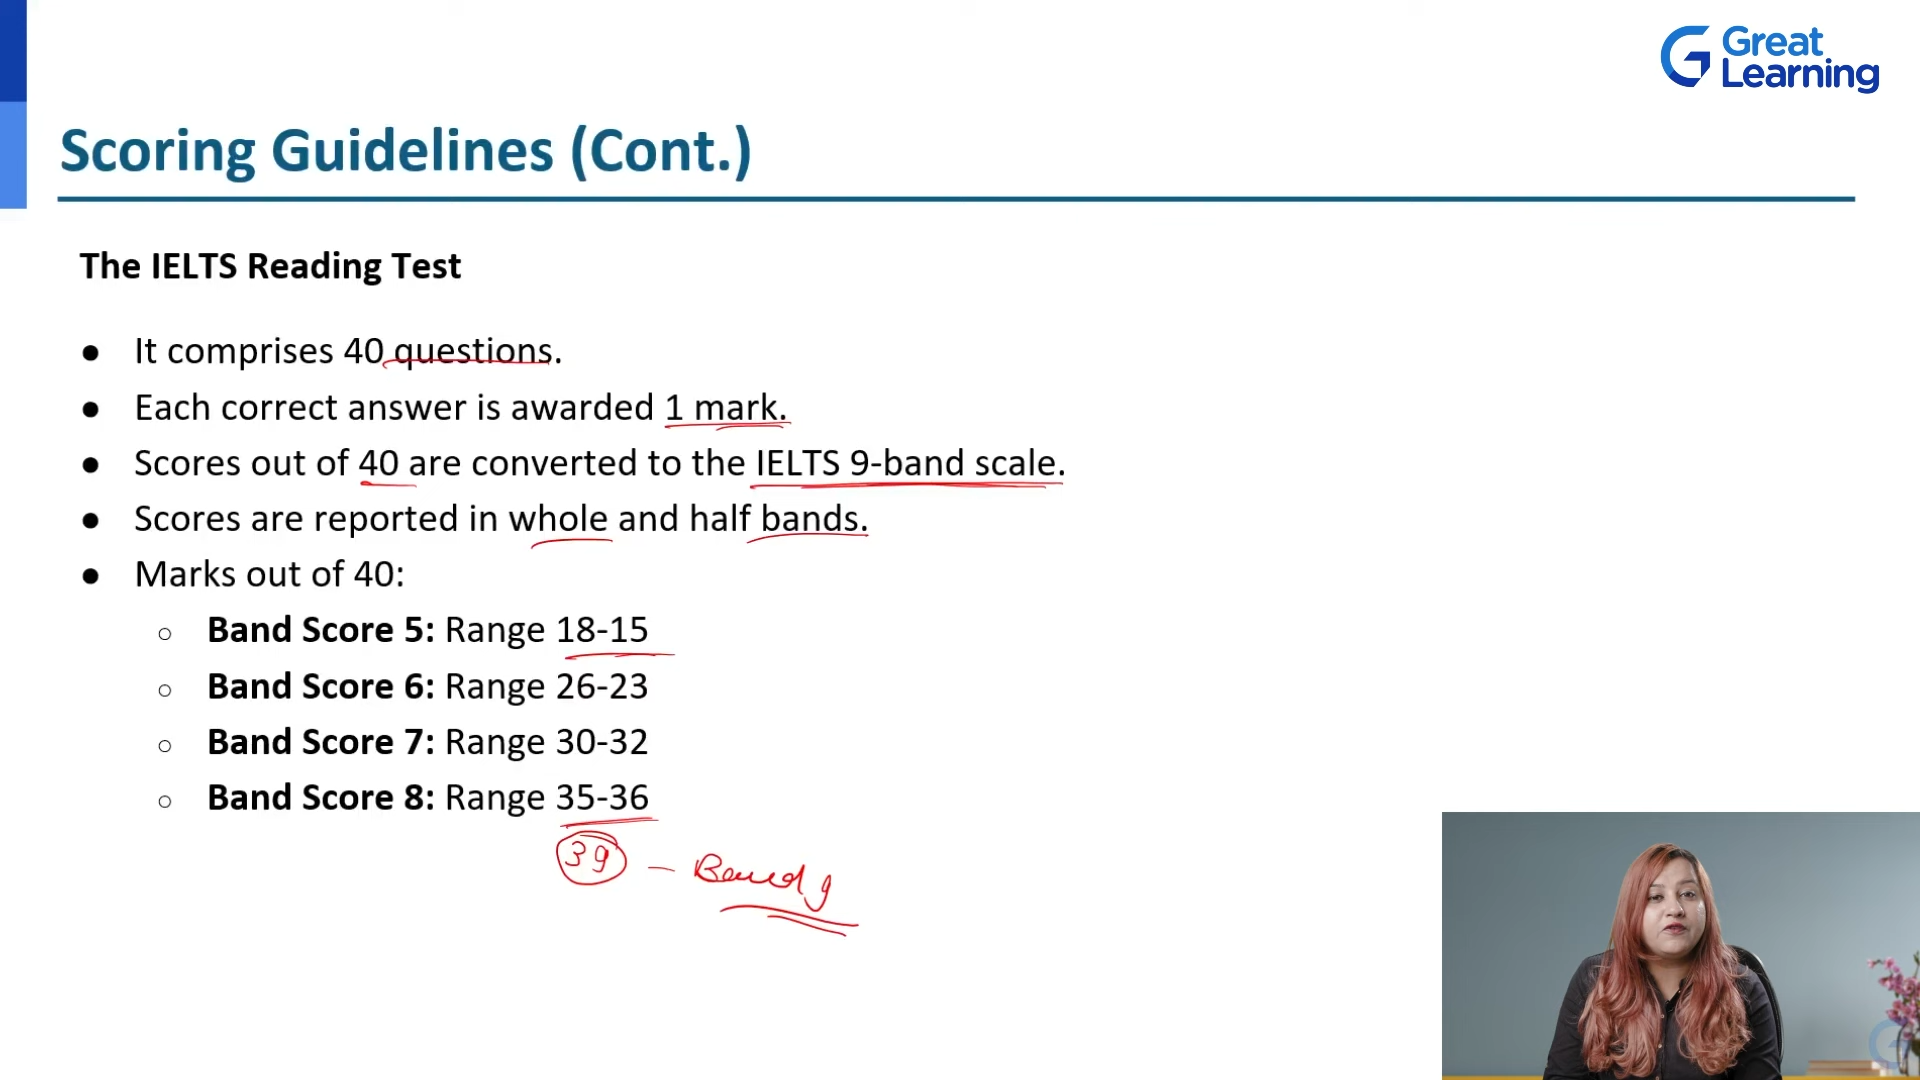 Great
Learning
Scoring Guidelines (Cont.)
The IELTS Reading Test
● It comprises 40 questions.
● Each correct answer is awarded 1 mark.
● Scores out of 40 are converted to the IELTS 9-band scale.
● Scores are reported in whole and half bands.
● Marks out of 40:
○ Band Score 5: Range 18-15
○ Band Score 6: Range 26-23
○ Band Score 7: Range 30-32
○ Band Score 8: Range 35-36
39 – Band 9